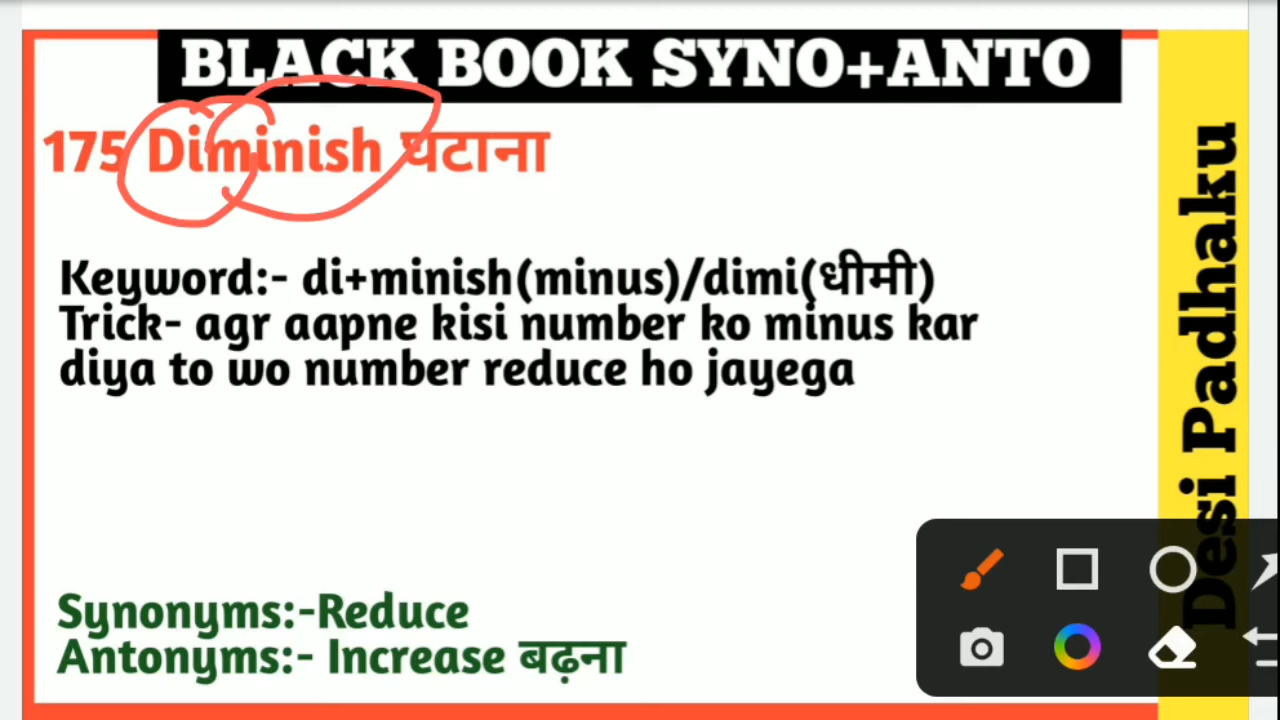 BLACK BOOK SYNO+ANTO
175 Diminish घटाना
Keyword:- di+minish(minus)/dimi(धीमी)
Trick- agr aapne kisi number ko minus kar
diya to wo number reduce ho jayega
Synonyms:-Reduce
Antonyms:- Increase बढ़ना
Desi Padhaku